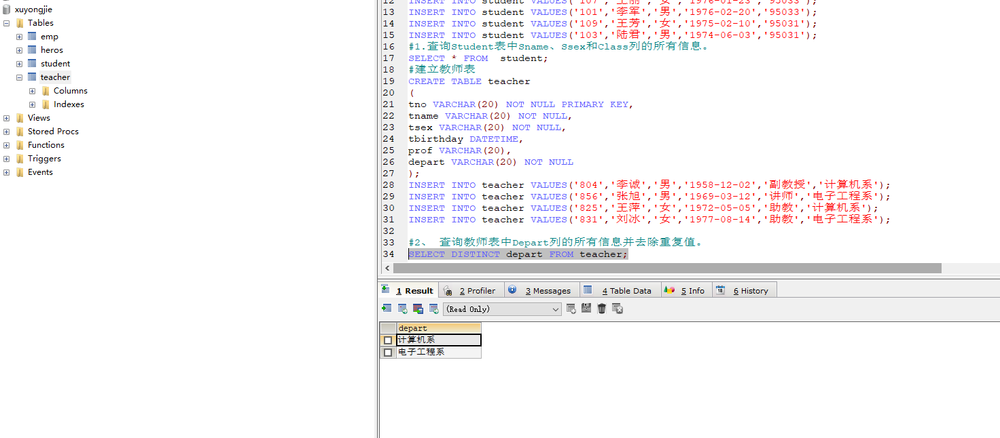 xuyongjie
Tables
emp
heros
student
teacher
Columns
Indexes
Views
Stored Procs
Functions
Triggers
Events
12 INSERT INTO student VALUES('107','王丽','女','1976-01-23','95033');
13 INSERT INTO student VALUES('101','李军','男','1976-02-20','95033');
14 INSERT INTO student VALUES('109','王芳','女','1975-02-10','95031');
15 INSERT INTO student VALUES('103','陆君','男','1974-06-03','95031');
16 #1.查询Student表中Sname、Ssex和Class列的所有信息。
17 SELECT * FROM  student;
18 #建立教师表
19 CREATE TABLE teacher
20 (
21 tno VARCHAR(20) NOT NULL PRIMARY KEY,
22 tname VARCHAR(20) NOT NULL,
23 tsex VARCHAR(20) NOT NULL,
24 tbirthday DATETIME,
25 prof VARCHAR(20),
26 depart VARCHAR(20) NOT NULL
27 );
28 INSERT INTO teacher VALUES('804','李诚','男','1958-12-02','副教授','计算机系');
29 INSERT INTO teacher VALUES('856','张旭','男','1969-03-12','讲师','电子工程系');
30 INSERT INTO teacher VALUES('825','王萍','女','1972-05-05','助教','计算机系');
31 INSERT INTO teacher VALUES('831','刘冰','女','1977-08-14','助教','电子工程系');
32
33 #2、 查询教师表中Depart列的所有信息并去除重复值。
34 SELECT DISTINCT depart FROM teacher;
1 Result 2 Profiler 3 Messages 4 Table Data 5 Info 18 6 History
(Read Only)
depart
计算机系
电子工程系